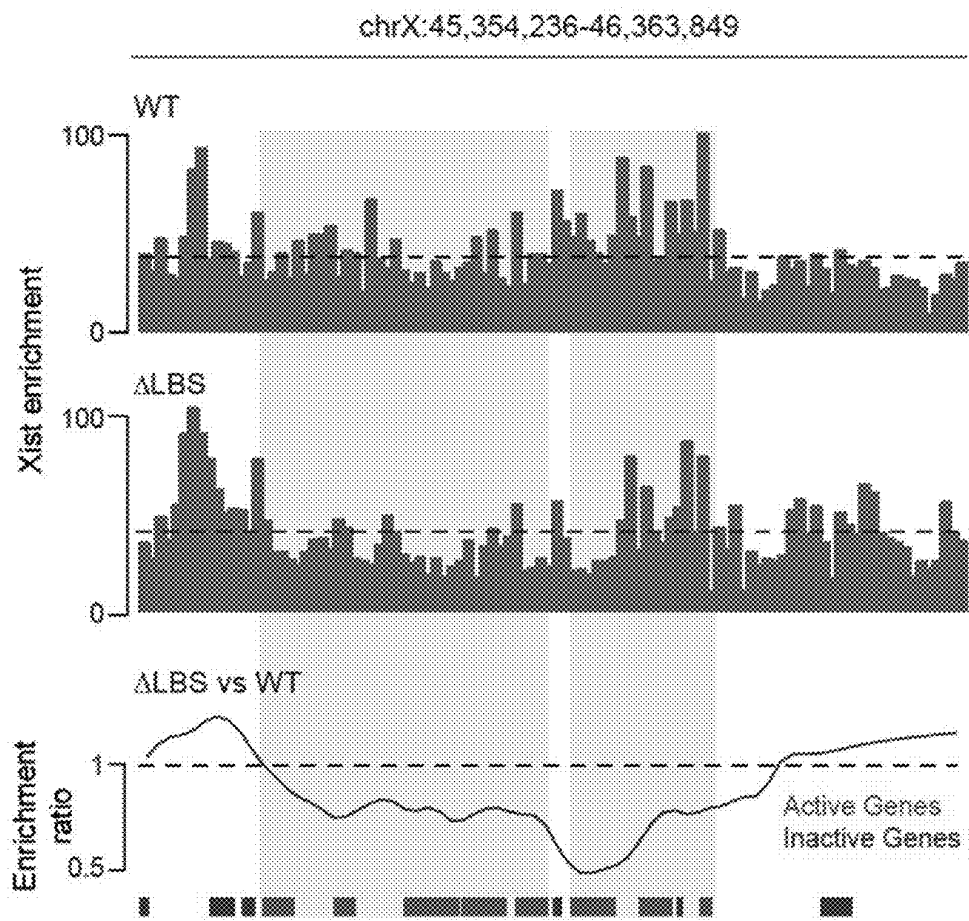 chrX:45,354,236-46,363,849
WT
100
0
Xist enrichment
ΔLBS
100
0
ΔLBS vs WT
Enrichment
ratio
1
0.5
Active Genes
Inactive Genes